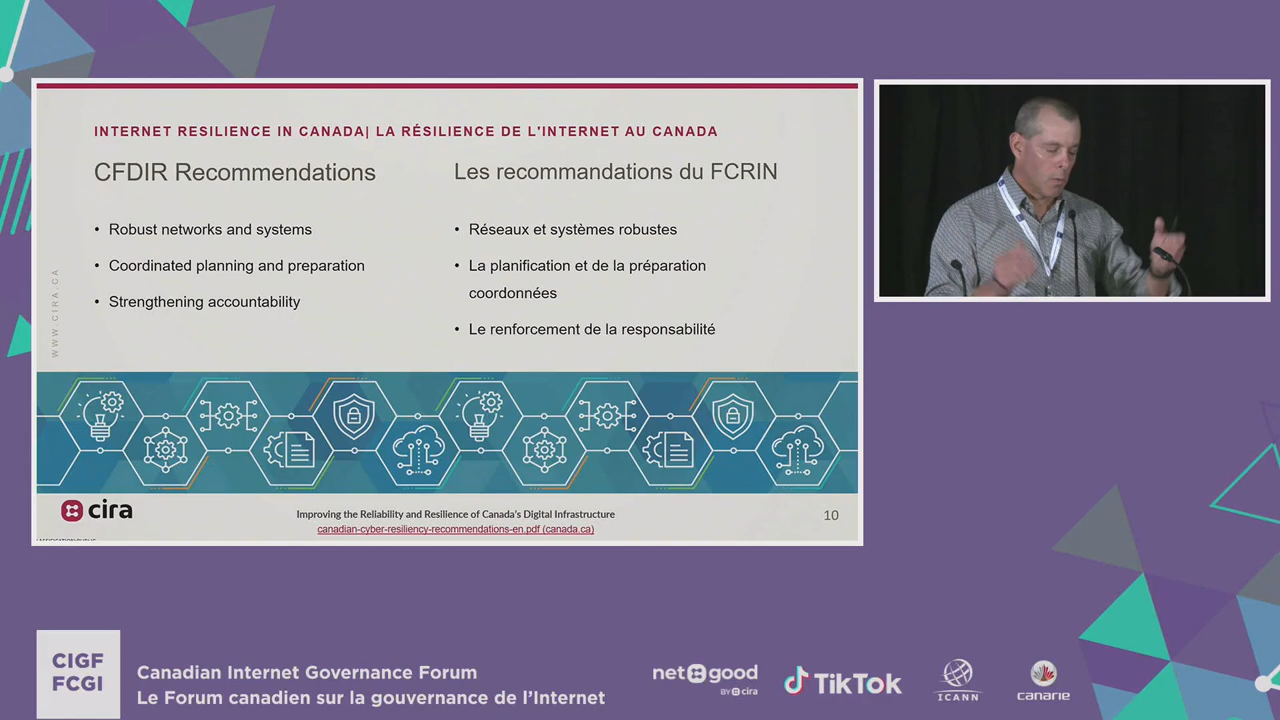 INTERNET RESILIENCE IN CANADA| LA RÉSILIENCE DE L'INTERNET AU CANADA
CFDIR Recommendations
• Robust networks and systems
• Coordinated planning and preparation
• Strengthening accountability
Les recommandations du FCRIN
• Réseaux et systèmes robustes
• La planification et de la préparation
coordonnées
• Le renforcement de la responsabilité
WWW.CIRA.CA
cira
Improving the Reliability and Resilience of Canada's Digital Infrastructure
canadian-cyber-resiliency-recommendations-en.pdf (canada.ca)
10
CIGF
FCGI
Canadian Internet Governance Forum
Le Forum canadien sur la gouvernance de l'Internet
net good
BY cira
TikTok
ICANN
canarie